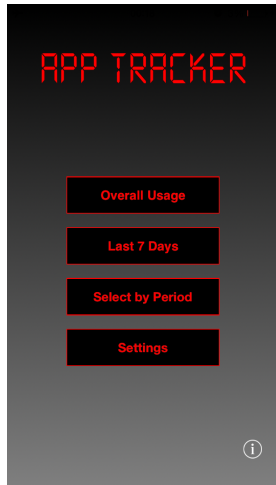 APP TRACKER
Overall Usage
Last 7 Days
Select by Period
Settings
i